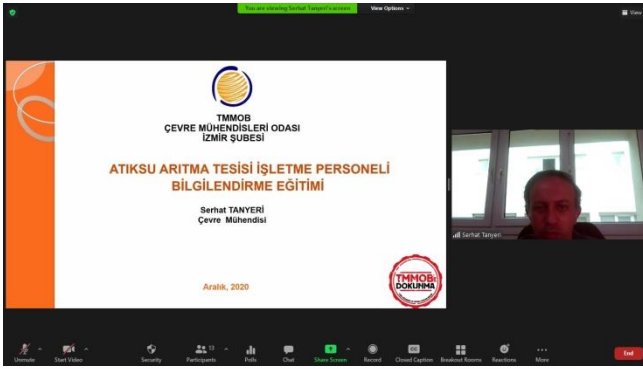 You are viewing Serhat Tanyeri's screen
View Options
View
TMMOB
ÇEVRE MÜHENDİSLERİ ODASI
İZMİR ŞUBESİ
ATIKSU ARITMA TESİSİ İŞLETME PERSONELİ
BİLGİLENDİRME EĞİTİMİ
Serhat TANYERİ
Çevre Mühendisi
Aralık, 2020
TMMOB
DOKUNMA
Serhat Tanyeri
Unmute
Start Video
Security
13
Participants
Polls
Chat
Share Screen
Record
CC
Closed Caption
Breakout Rooms
Reactions
More
End